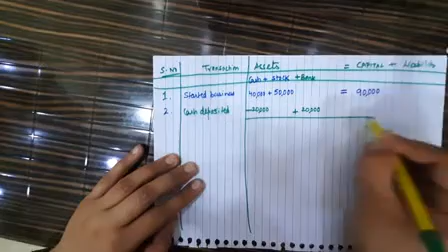 S.No Transaction Assets = CAPITAL + Liability
Cash + Stock + Bank
1. Started business 40,000 + 50,000 = 90,000
2. Cash deposited -20,000 + 20,000